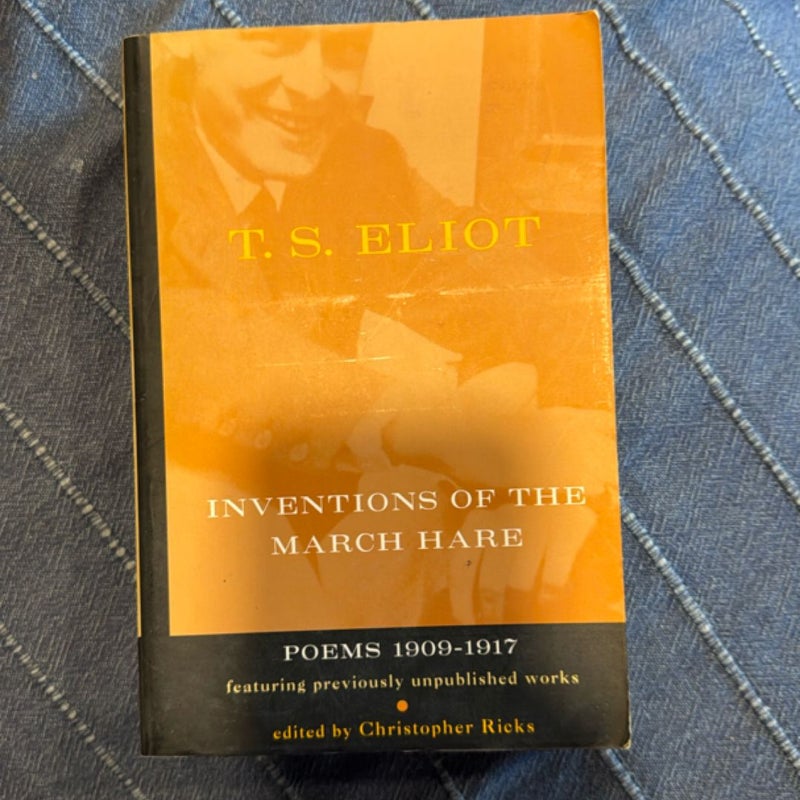 T. S. ELIOT
INVENTIONS OF THE
MARCH HARE
POEMS 1909-1917
featuring previously unpublished works
edited by Christopher Ricks